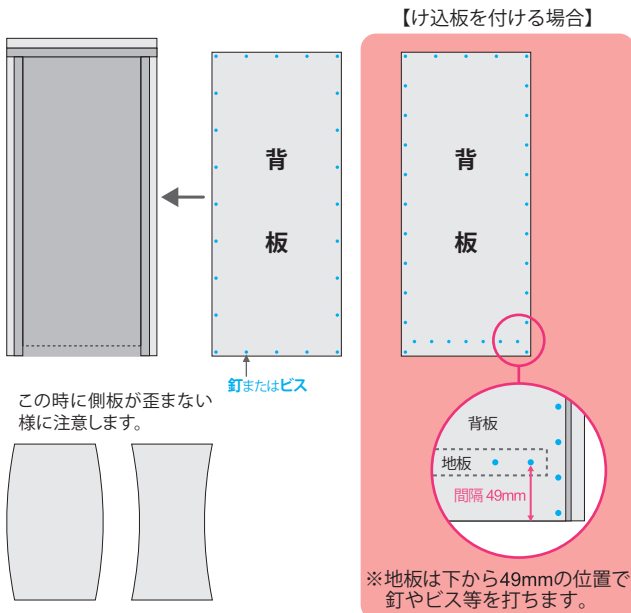 【け込板を付ける場合】
背
板
背
板
釘またはビス
この時に側板が歪まない
様に注意します。
背板
地板
間隔 49mm
※地板は下から49mmの位置で
釘やビス等を打ちます。